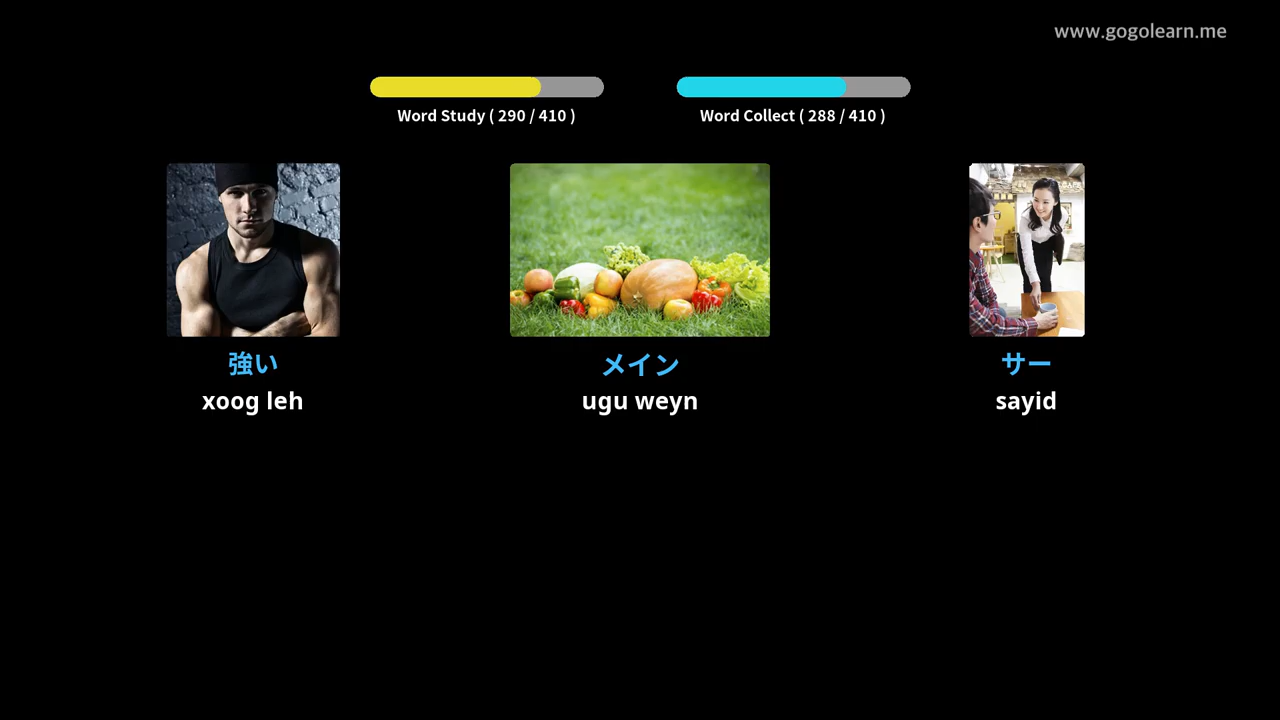 www.gogolearn.me
Word Study ( 290 / 410 )
Word Collect ( 288 / 410 )
強い
xoog leh
メイン
ugu weyn
サー
sayid